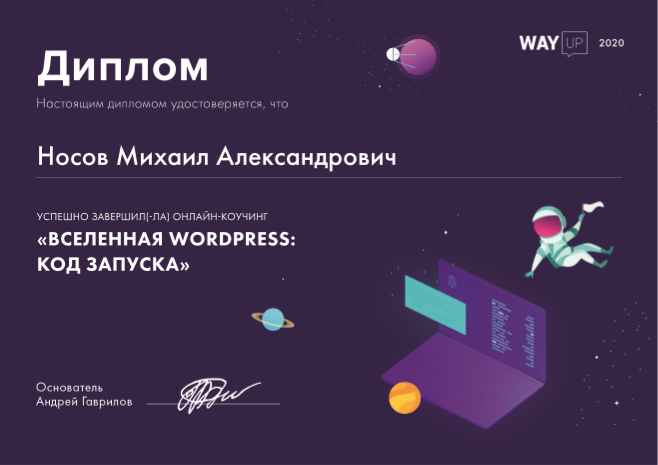 WAY UP 2020
Диплом
Настоящим дипломом удостоверяется, что
Носов Михаил Александрович
УСПЕШНО ЗАВЕРШИЛ(-ЛА) ОНЛАЙН-КОУЧИНГ
«ВСЕЛЕННАЯ WORDPRESS:
КОД ЗАПУСКА»
Основатель
Андрей Гаврилов